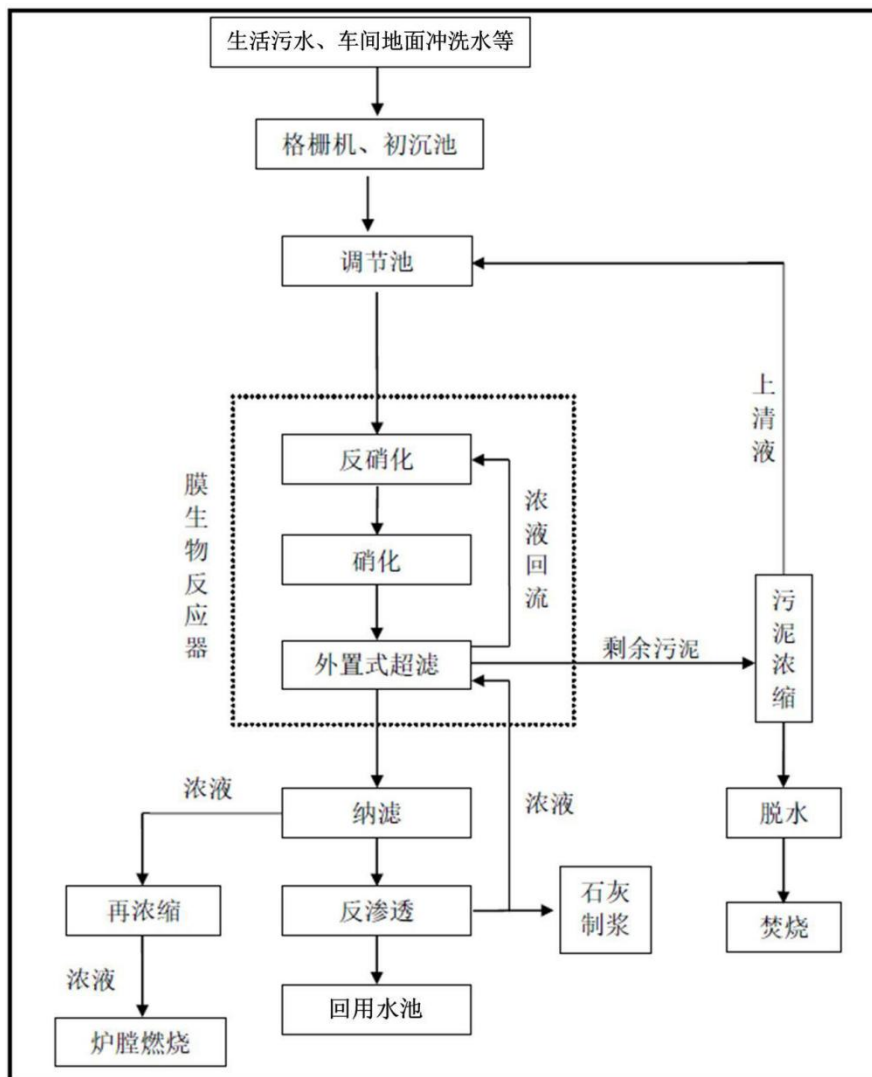 生活污水、车间地面冲洗水等
格栅机、初沉池
调节池
上清液
膜生物反应器
反硝化
浓液回流
硝化
外置式超滤
剩余污泥
污泥浓缩
浓液
纳滤
浓液
脱水
再浓缩
反渗透
石灰
制浆
焚烧
浓液
回用水池
炉膛燃烧